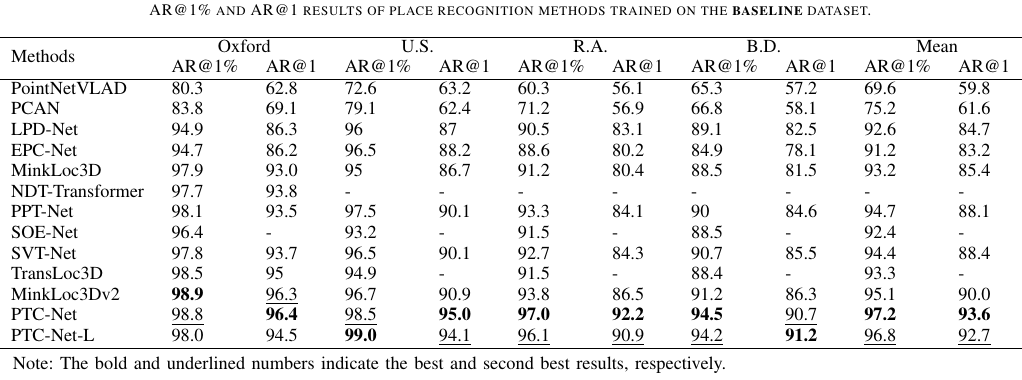 AR@1% AND AR@1 RESULTS OF PLACE RECOGNITION METHODS TRAINED ON THE BASELINE DATASET.
Methods Oxford U.S. R.A. B.D. Mean
AR@1% AR@1 AR@1% AR@1 AR@1% AR@1 AR@1% AR@1 AR@1% AR@1
PointNetVLAD 80.3 62.8 72.6 63.2 60.3 56.1 65.3 57.2 69.6 59.8
PCAN 83.8 69.1 79.1 62.4 71.2 56.9 66.8 58.1 75.2 61.6
LPD-Net 94.9 86.3 96 87 90.5 83.1 89.1 82.5 92.6 84.7
EPC-Net 94.7 86.2 96.5 88.2 88.6 80.2 84.9 78.1 91.2 83.2
MinkLoc3D 97.9 93.0 95 86.7 91.2 80.4 88.5 81.5 93.2 85.4
NDT-Transformer 97.7 93.8 - - - - - - - -
PPT-Net 98.1 93.5 97.5 90.1 93.3 84.1 90 84.6 94.7 88.1
SOE-Net 96.4 - 93.2 - 91.5 - 88.5 - 92.4 -
SVT-Net 97.8 93.7 96.5 90.1 92.7 84.3 90.7 85.5 94.4 88.4
TransLoc3D 98.5 95 94.9 - 91.5 - 88.4 - 93.3 -
MinkLoc3Dv2 98.9 96.3 96.7 90.9 93.8 86.5 91.2 86.3 95.1 90.0
PTC-Net 98.8 96.4 98.5 95.0 97.0 92.2 94.5 90.7 97.2 93.6
PTC-Net-L 98.0 94.5 99.0 94.1 96.1 90.9 94.2 91.2 96.8 92.7
Note: The bold and underlined numbers indicate the best and second best results, respectively.